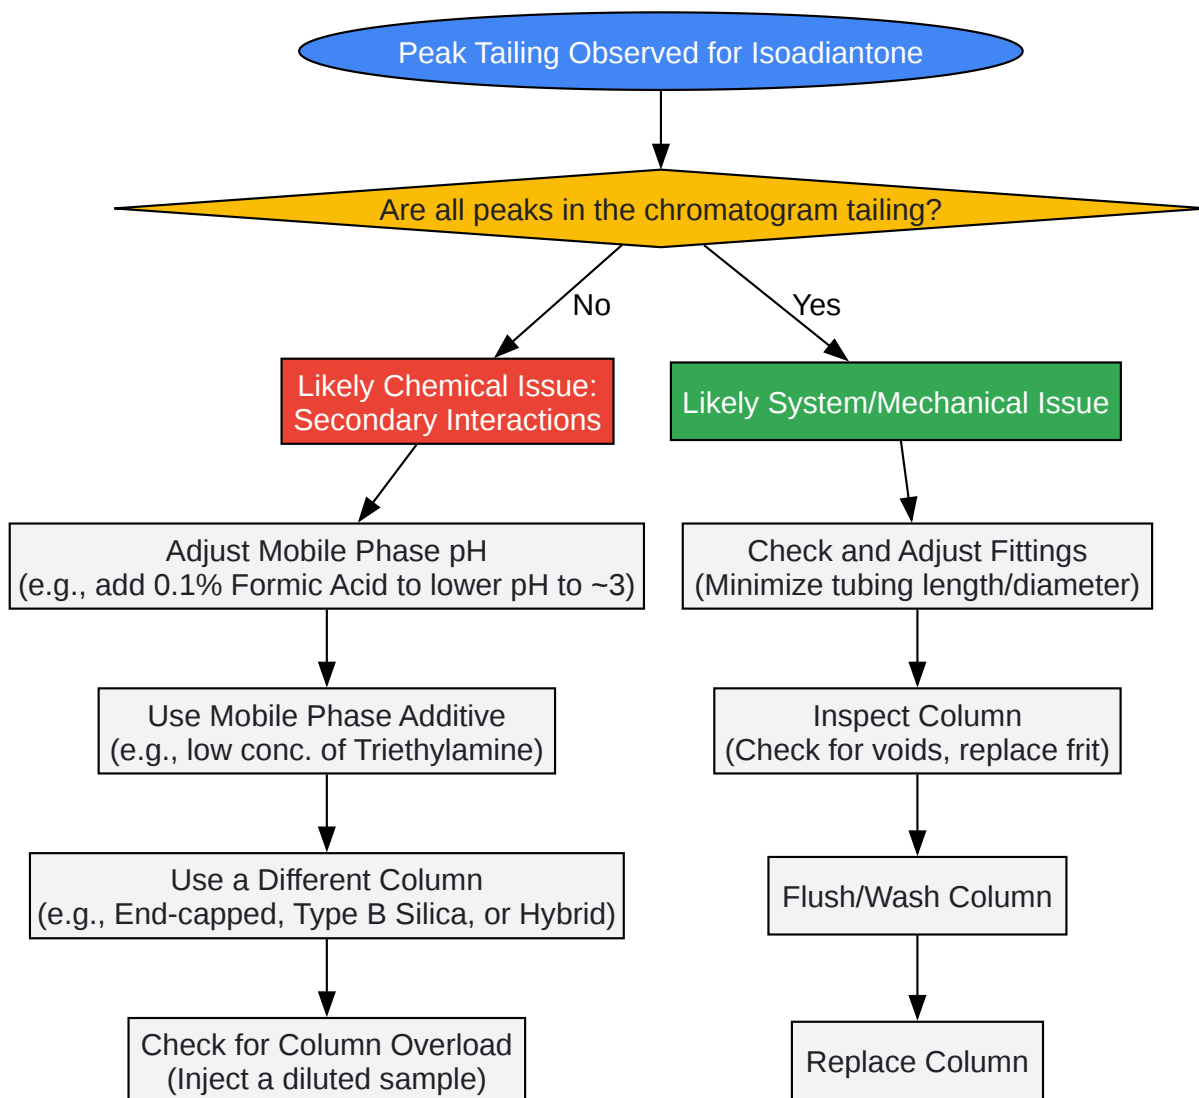 Peak Tailing Observed for Isoadiantone
Are all peaks in the chromatogram tailing?
No
Yes
Likely Chemical Issue:
Secondary Interactions
Likely System/Mechanical Issue
Adjust Mobile Phase pH
(e.g., add 0.1% Formic Acid to lower pH to ~3)
Check and Adjust Fittings
(Minimize tubing length/diameter)
Use Mobile Phase Additive
(e.g., low conc. of Triethylamine)
Inspect Column
(Check for voids, replace frit)
Use a Different Column
(e.g., End-capped, Type B Silica, or Hybrid)
Flush/Wash Column
Check for Column Overload
(Inject a diluted sample)
Replace Column